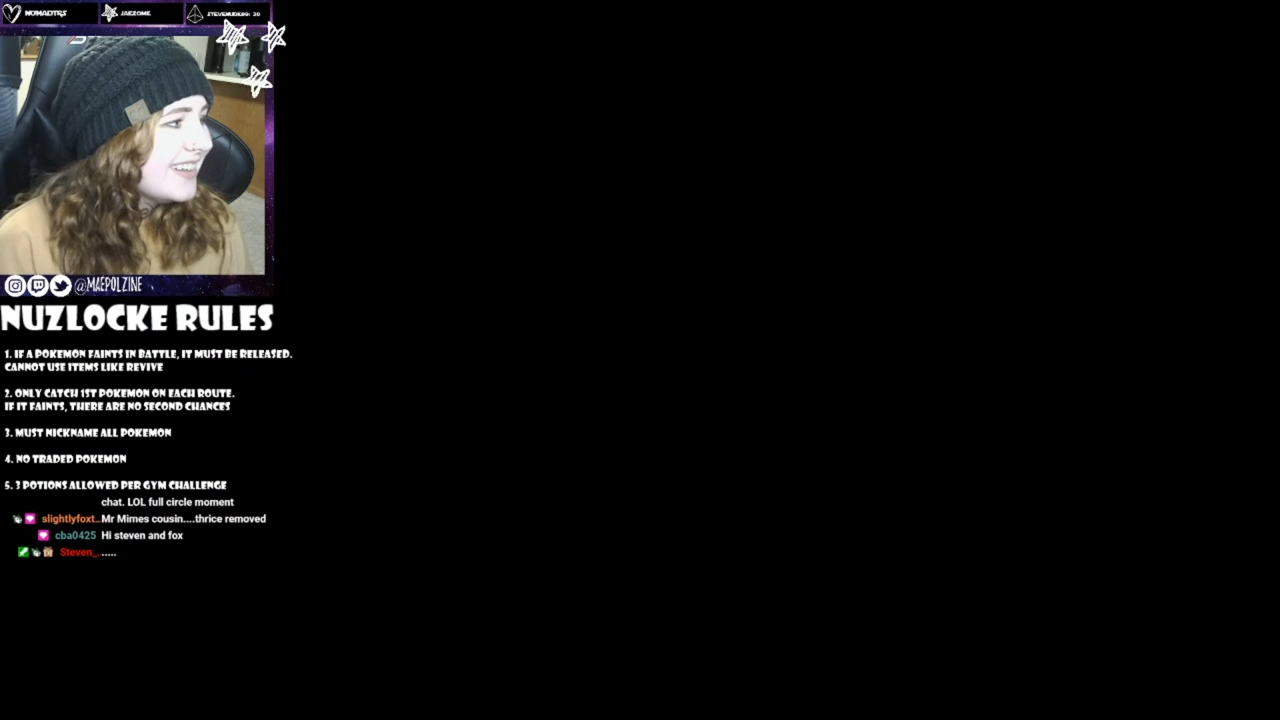 NOMADTRS
JAEZONE
@MAEPOLZINE
NUZLOCKE RULES
1. IF A POKEMON FAINTS IN BATTLE, IT MUST BE RELEASED.
CANNOT USE ITEMS LIKE REVIVE
2. ONLY CATCH 1ST POKEMON ON EACH ROUTE.
IF IT FAINTS, THERE ARE NO SECOND CHANCES
3. MUST NICKNAME ALL POKEMON
4. NO TRADED POKEMON
5. 3 POTIONS ALLOWED PER GYM CHALLENGE
chat. LOL full circle moment
slightlyfoxt... Mr Mimes cousin....thrice removed
cba0425 Hi steven and fox
Steven_... .....